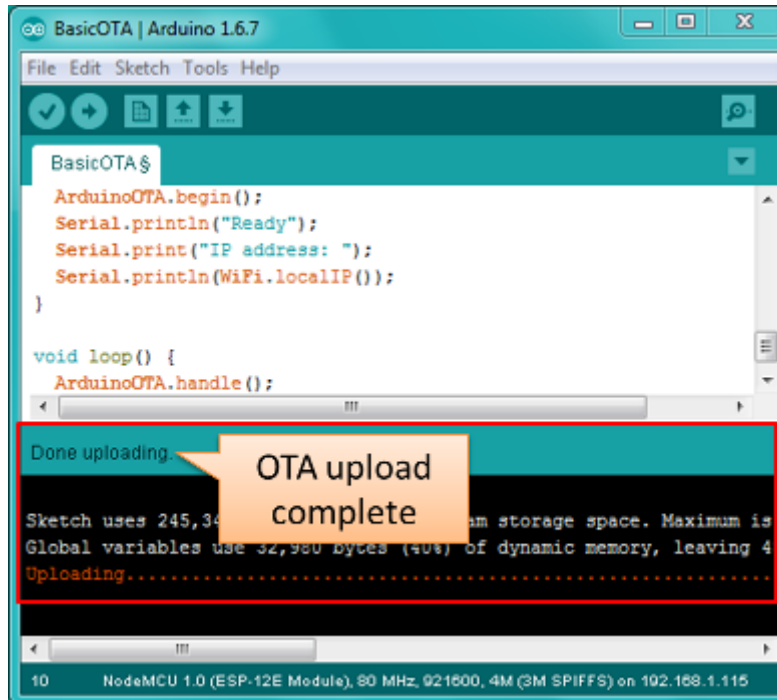 BasicOTA | Arduino 1.6.7
File Edit Sketch Tools Help
BasicOTA §
ArduinoOTA.begin();
Serial.println("Ready");
Serial.print("IP address: ");
Serial.println(WiFi.localIP());
}
void loop() {
ArduinoOTA.handle();
Done uploading.
OTA upload
complete
Sketch uses 245,34 am storage space. Maximum is
Global variables use 32,980 bytes (40%) of dynamic memory, leaving 4
Uploading...........................................................
10 NodeMCU 1.0 (ESP-12E Module), 80 MHz, 921600, 4M (3M SPIFFS) on 192.168.1.115